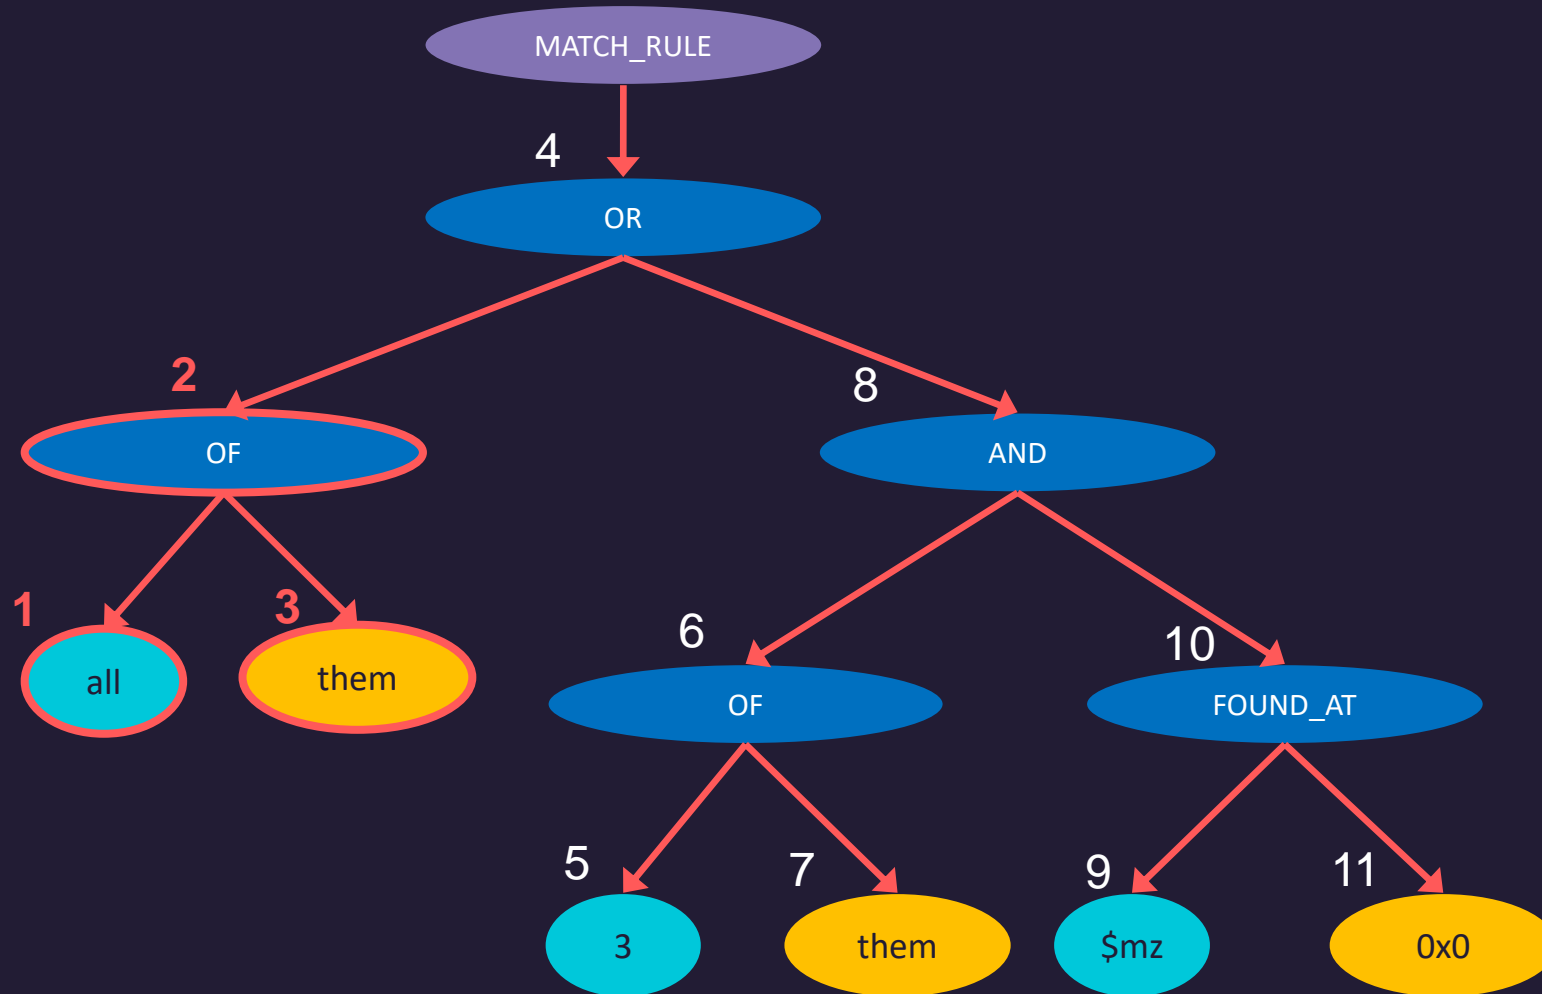 MATCH_RULE
4
OR
2
8
OF
AND
1
3
6
10
all
them
OF
FOUND_AT
5
7
9
11
3
them
$mz
0x0